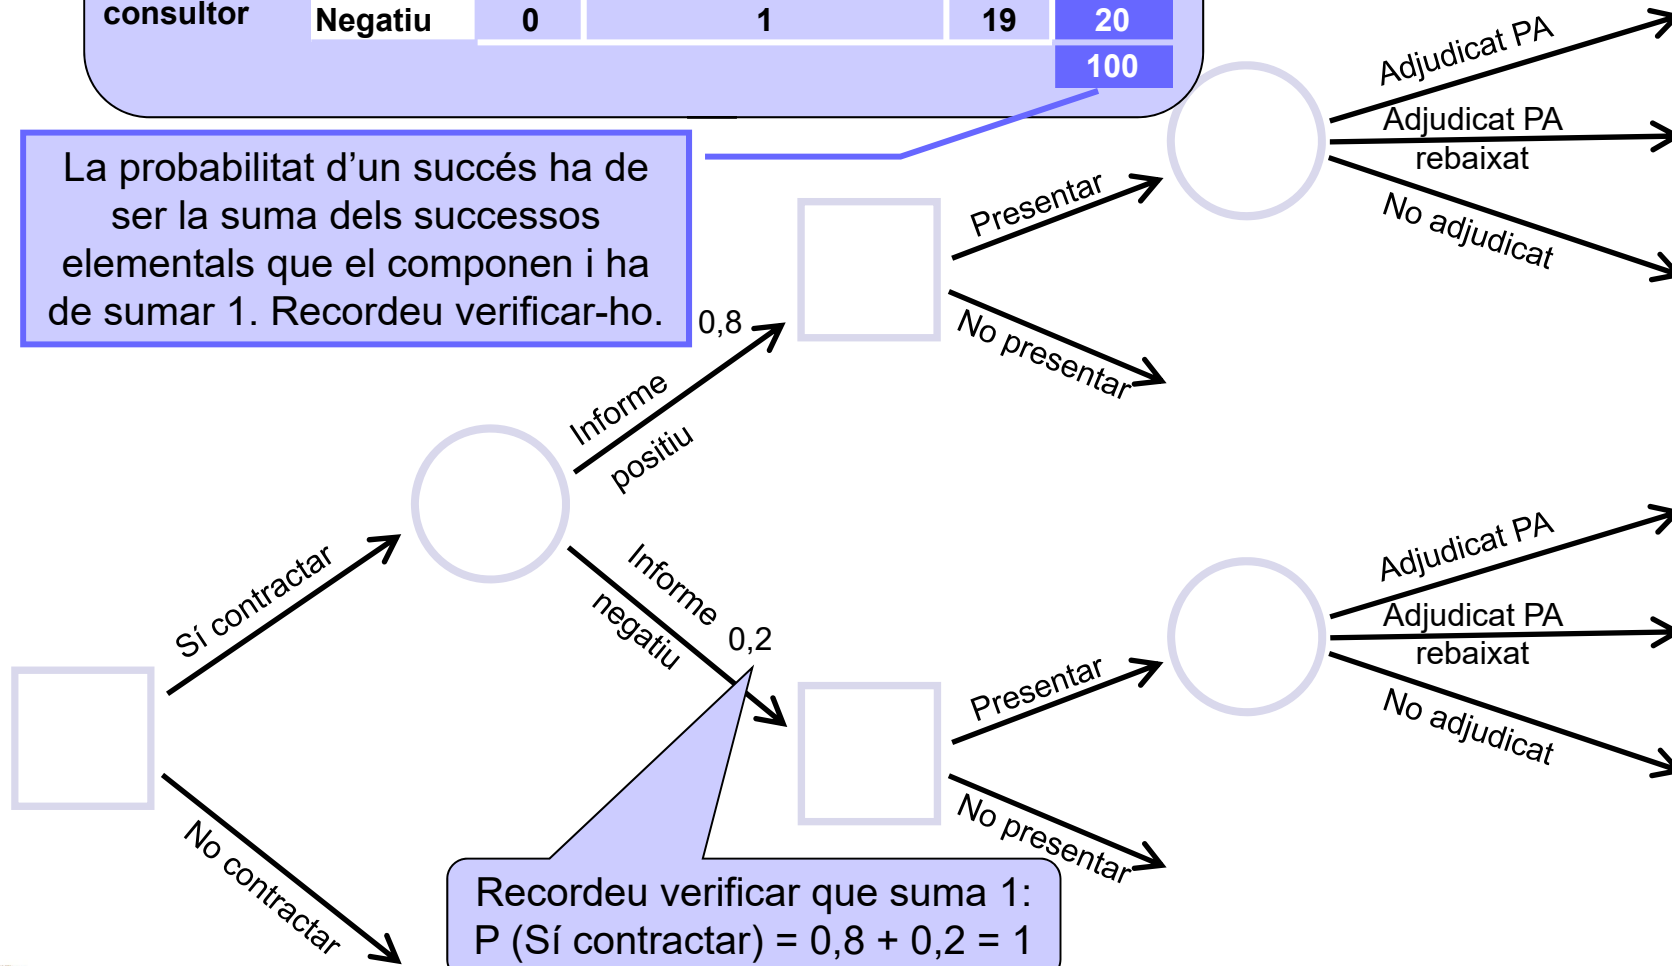 consultor
Negatiu 0 1 19 20
100
La probabilitat d’un succés ha de
ser la suma dels successos
elementals que el componen i ha
de sumar 1. Recordeu verificar-ho.
Adjudicat PA
Adjudicat PA
rebaixat
No adjudicat
Presentar
No presentar
0,8
Informe
positiu
Sí contractar
Informe
negatiu
0,2
Adjudicat PA
Adjudicat PA
rebaixat
No adjudicat
Presentar
No presentar
No contractar
Recordeu verificar que suma 1:
P (Sí contractar) = 0,8 + 0,2 = 1